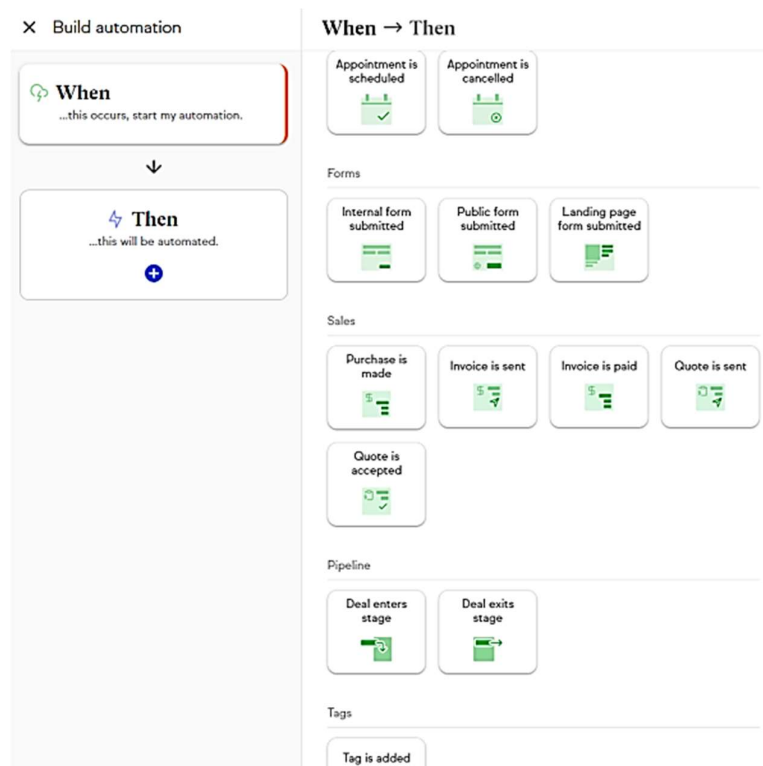 Build automation
When
...this occurs, start my automation.
Then
...this will be automated.
When → Then
Appointment is
scheduled
Appointment is
cancelled
Forms
Internal form
submitted
Public form
submitted
Landing page
form submitted
Sales
Purchase is
made
Invoice is sent
Invoice is paid
Quote is sent
Quote is
accepted
Pipeline
Deal enters
stage
Deal exits
stage
Tags
Tag is added